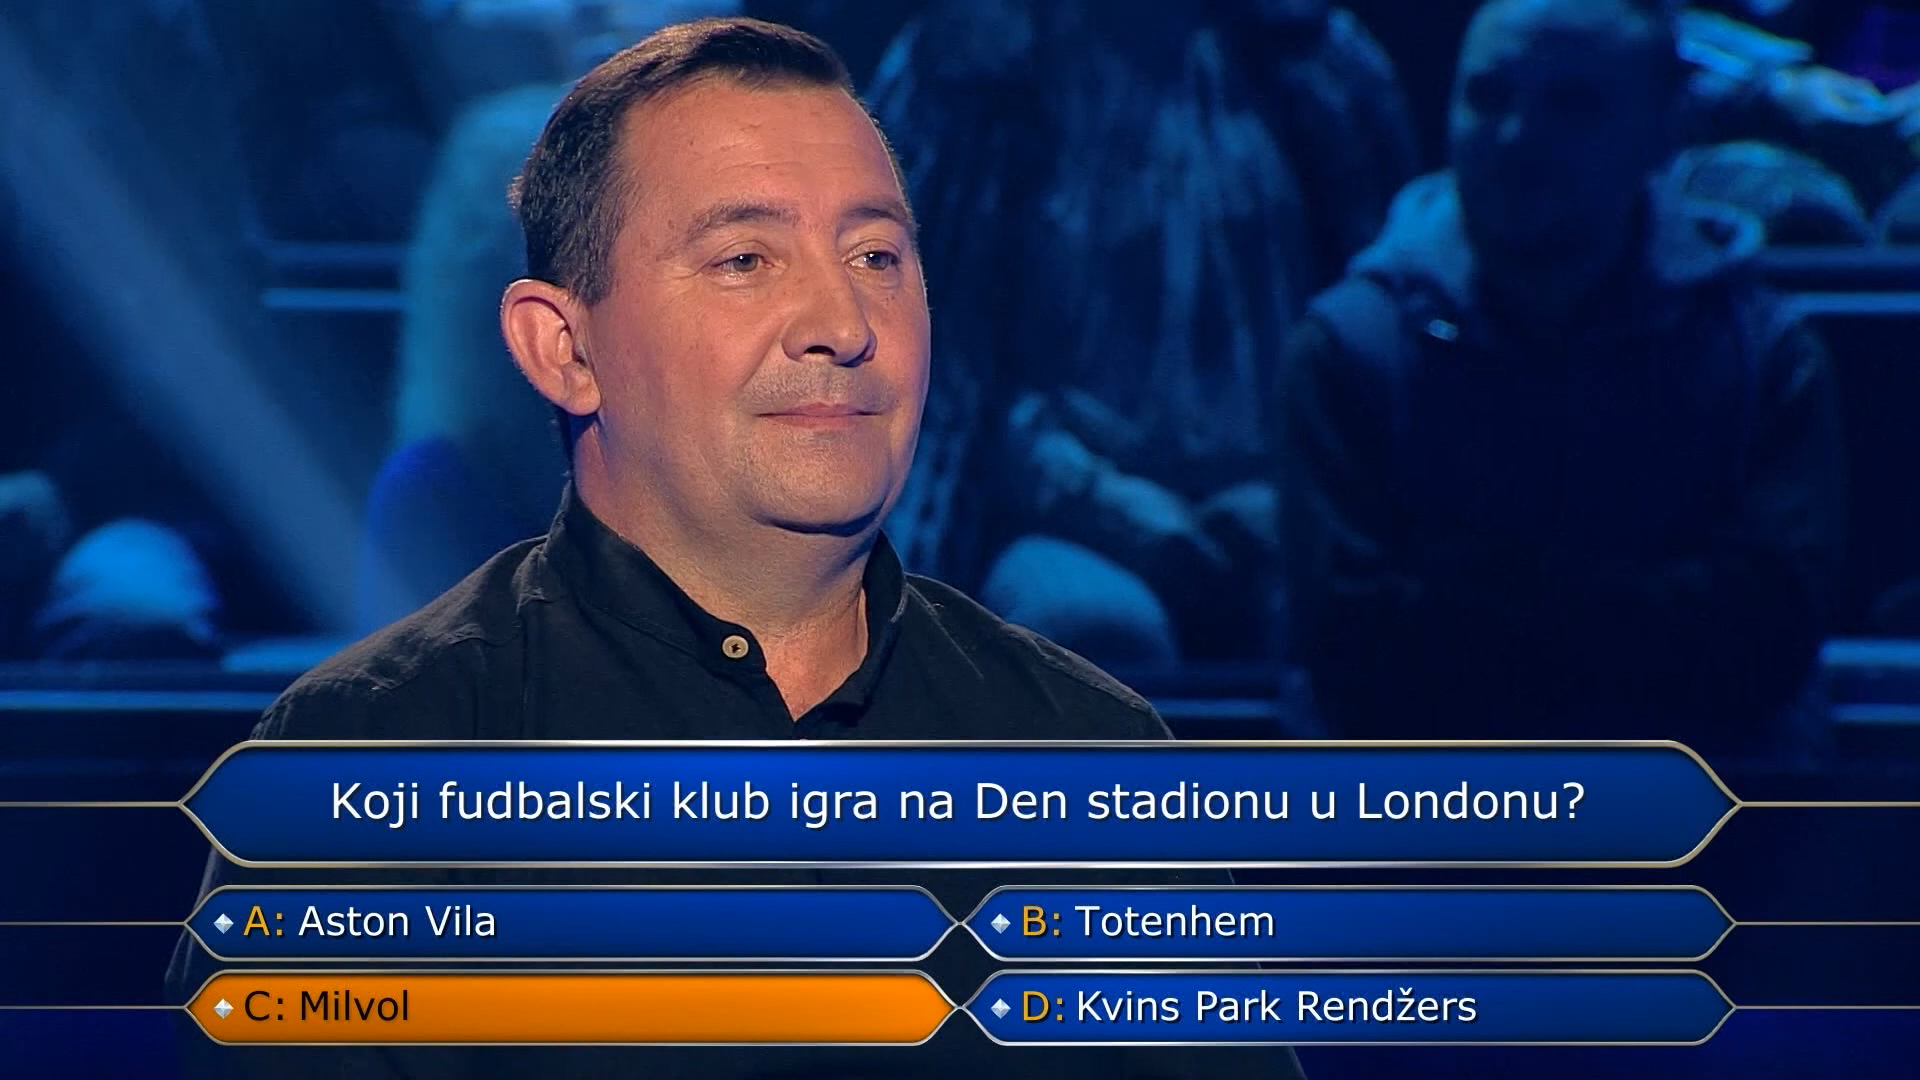 Koji fudbalski klub igra na Den stadionu u Londonu?
A: Aston Vila
B: Totenhem
C: Milvol
D: Kvins Park Rendžers